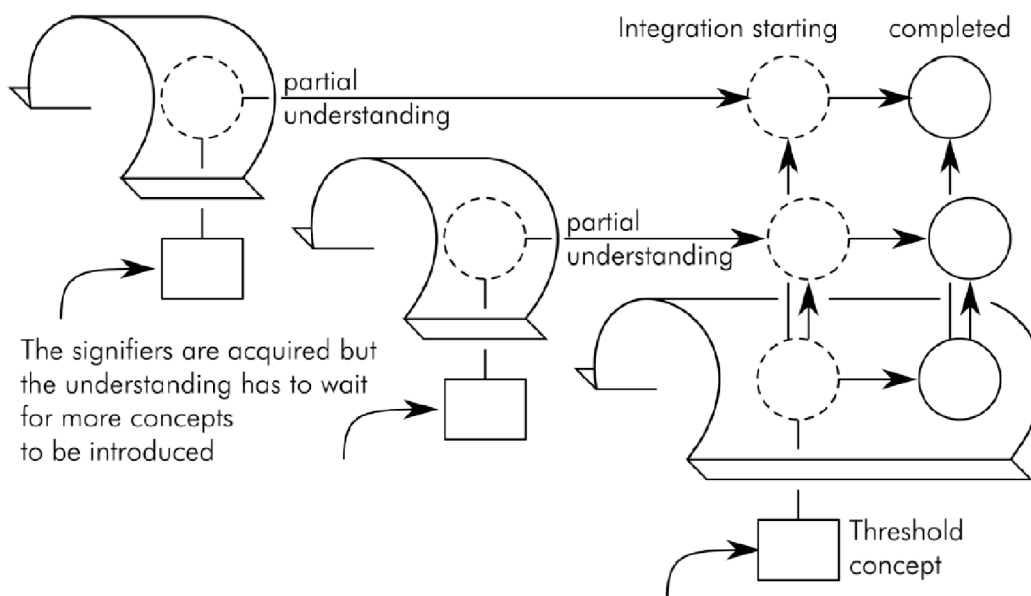 Integration starting completed
partial
understanding
partial
understanding
The signifiers are acquired but
the understanding has to wait
for more concepts
to be introduced
Threshold
concept